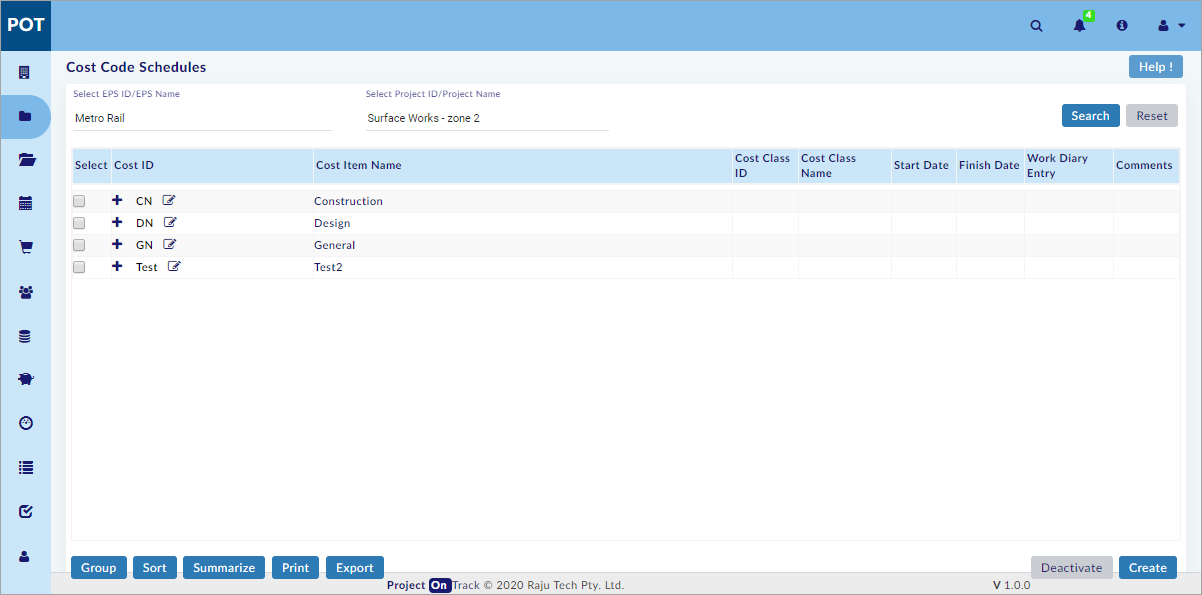 POT
4
Cost Code Schedules
Help !
Select EPS ID/EPS Name
Select Project ID/Project Name
Metro Rail
Surface Works - zone 2
Search
Reset
Select Cost ID Cost Item Name Cost Class ID Cost Class Name Start Date Finish Date Work Diary Entry Comments
CN Construction
DN Design
GN General
Test Test2
Group Sort Summarize Print Export Deactivate Create
Project On Track © 2020 Raju Tech Pty. Ltd. V 1.0.0